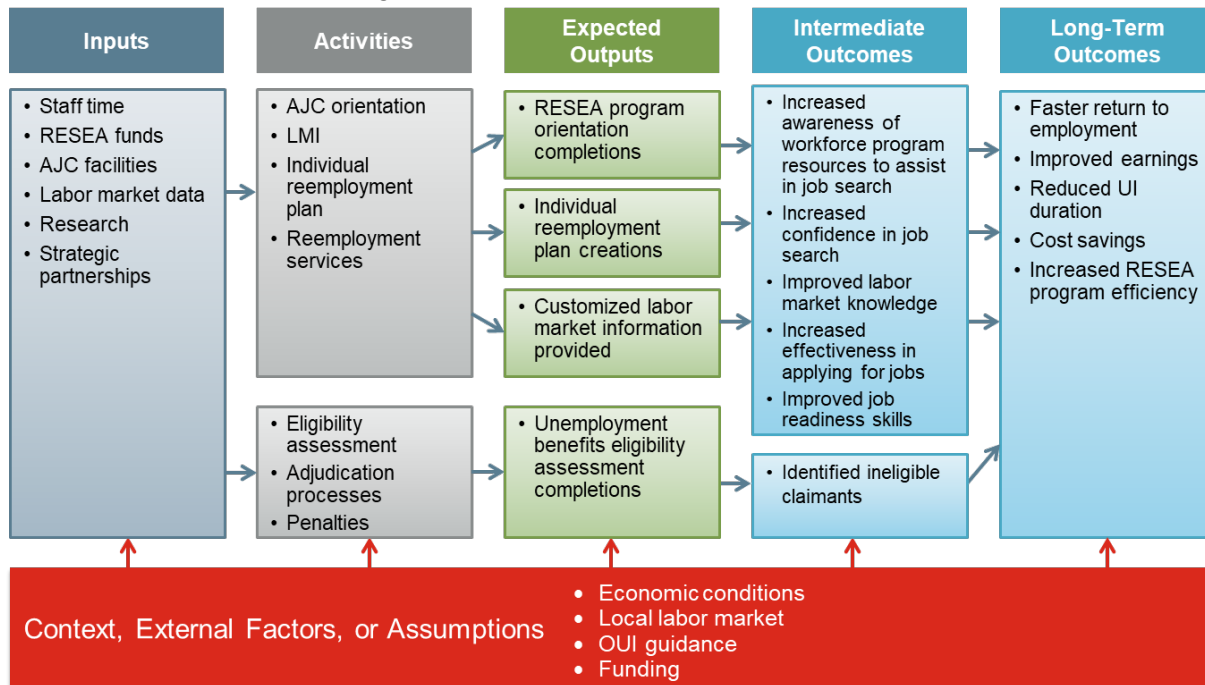 Inputs
Activities
Expected
Outputs
Intermediate
Outcomes
Long-Term
Outcomes
• Staff time
• RESEA funds
• AJC facilities
• Labor market data
• Research
• Strategic
partnerships
• AJC orientation
• LMI
• Individual
reemployment
plan
• Reemployment
services
• Eligibility
assessment
• Adjudication
processes
• Penalties
• RESEA program
orientation
completions
• Individual
reemployment
plan creations
• Customized labor
market information
provided
• Unemployment
benefits eligibility
assessment
completions
• Increased
awareness of
workforce program
resources to assist
in job search
• Increased
confidence in job
search
• Improved labor
market knowledge
• Increased
effectiveness in
applying for jobs
• Improved job
readiness skills
• Identified ineligible
claimants
• Faster return to
employment
• Improved earnings
• Reduced UI
duration
• Cost savings
• Increased RESEA
program efficiency
Context, External Factors, or Assumptions
• Economic conditions
• Local labor market
• OUI guidance
• Funding